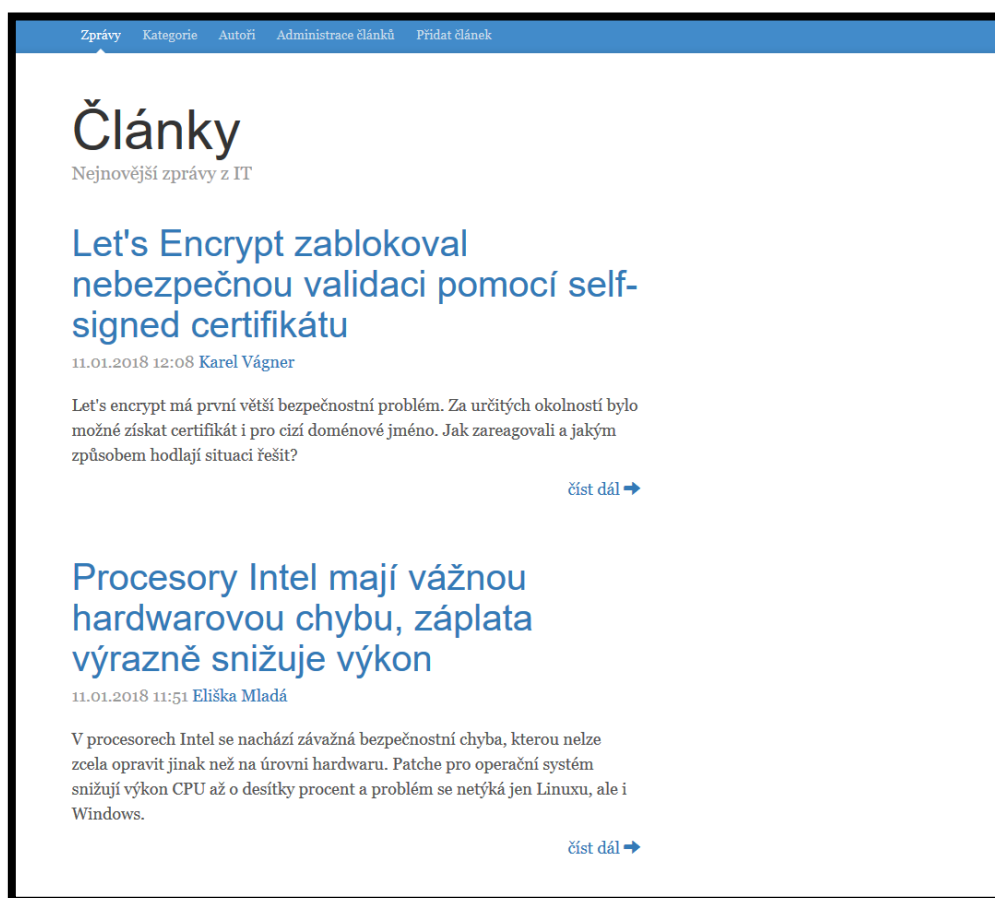 Zprávy Kategorie Autoři Administrace článků Přidat článek
Články
Nejnovější zprávy z IT
Let's Encrypt zablokoval
nebezpečnou validaci pomocí self-
signed certifikátu
11.01.2018 12:08 Karel Vágner
Let's encrypt má první větší bezpečnostní problém. Za určitých okolností bylo
možné získat certifikát i pro cizí doménové jméno. Jak zareagovali a jakým
způsobem hodlají situaci řešit?
číst dál
Procesory Intel mají vážnou
hardwarovou chybu, záplata
výrazně snižuje výkon
11.01.2018 11:51 Eliška Mladá
V procesorech Intel se nachází závažná bezpečnostní chyba, kterou nelze
zcela opravit jinak než na úrovni hardwaru. Patche pro operační systém
snižují výkon CPU až o desítky procent a problém se netýká jen Linuxu, ale i
Windows.
číst dál